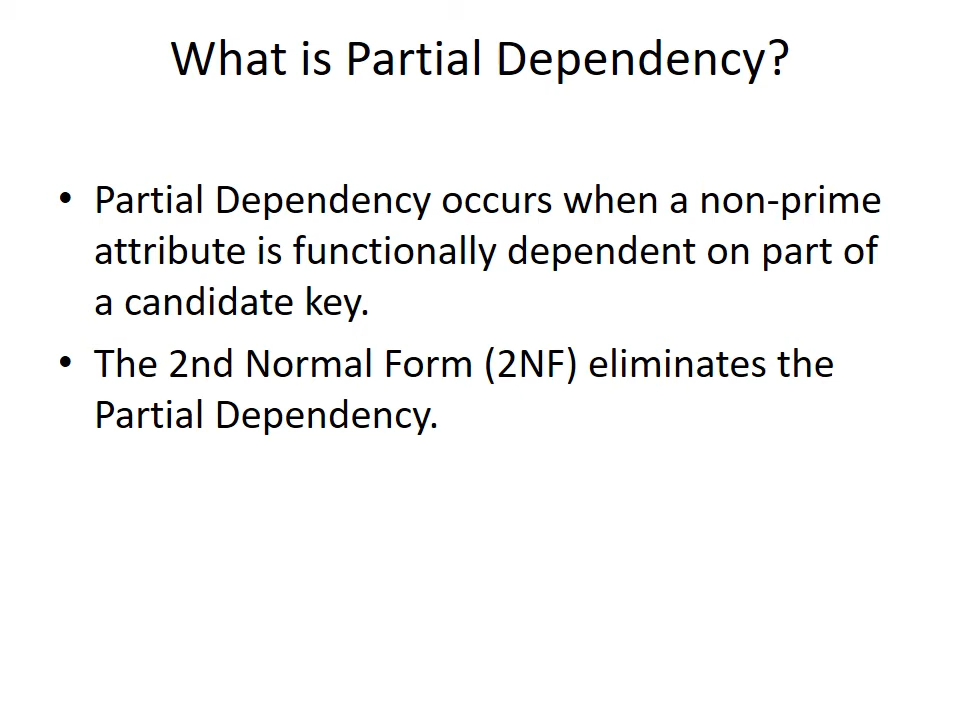 What is Partial Dependency?
• Partial Dependency occurs when a non-prime
attribute is functionally dependent on part of
a candidate key.
• The 2nd Normal Form (2NF) eliminates the
Partial Dependency.